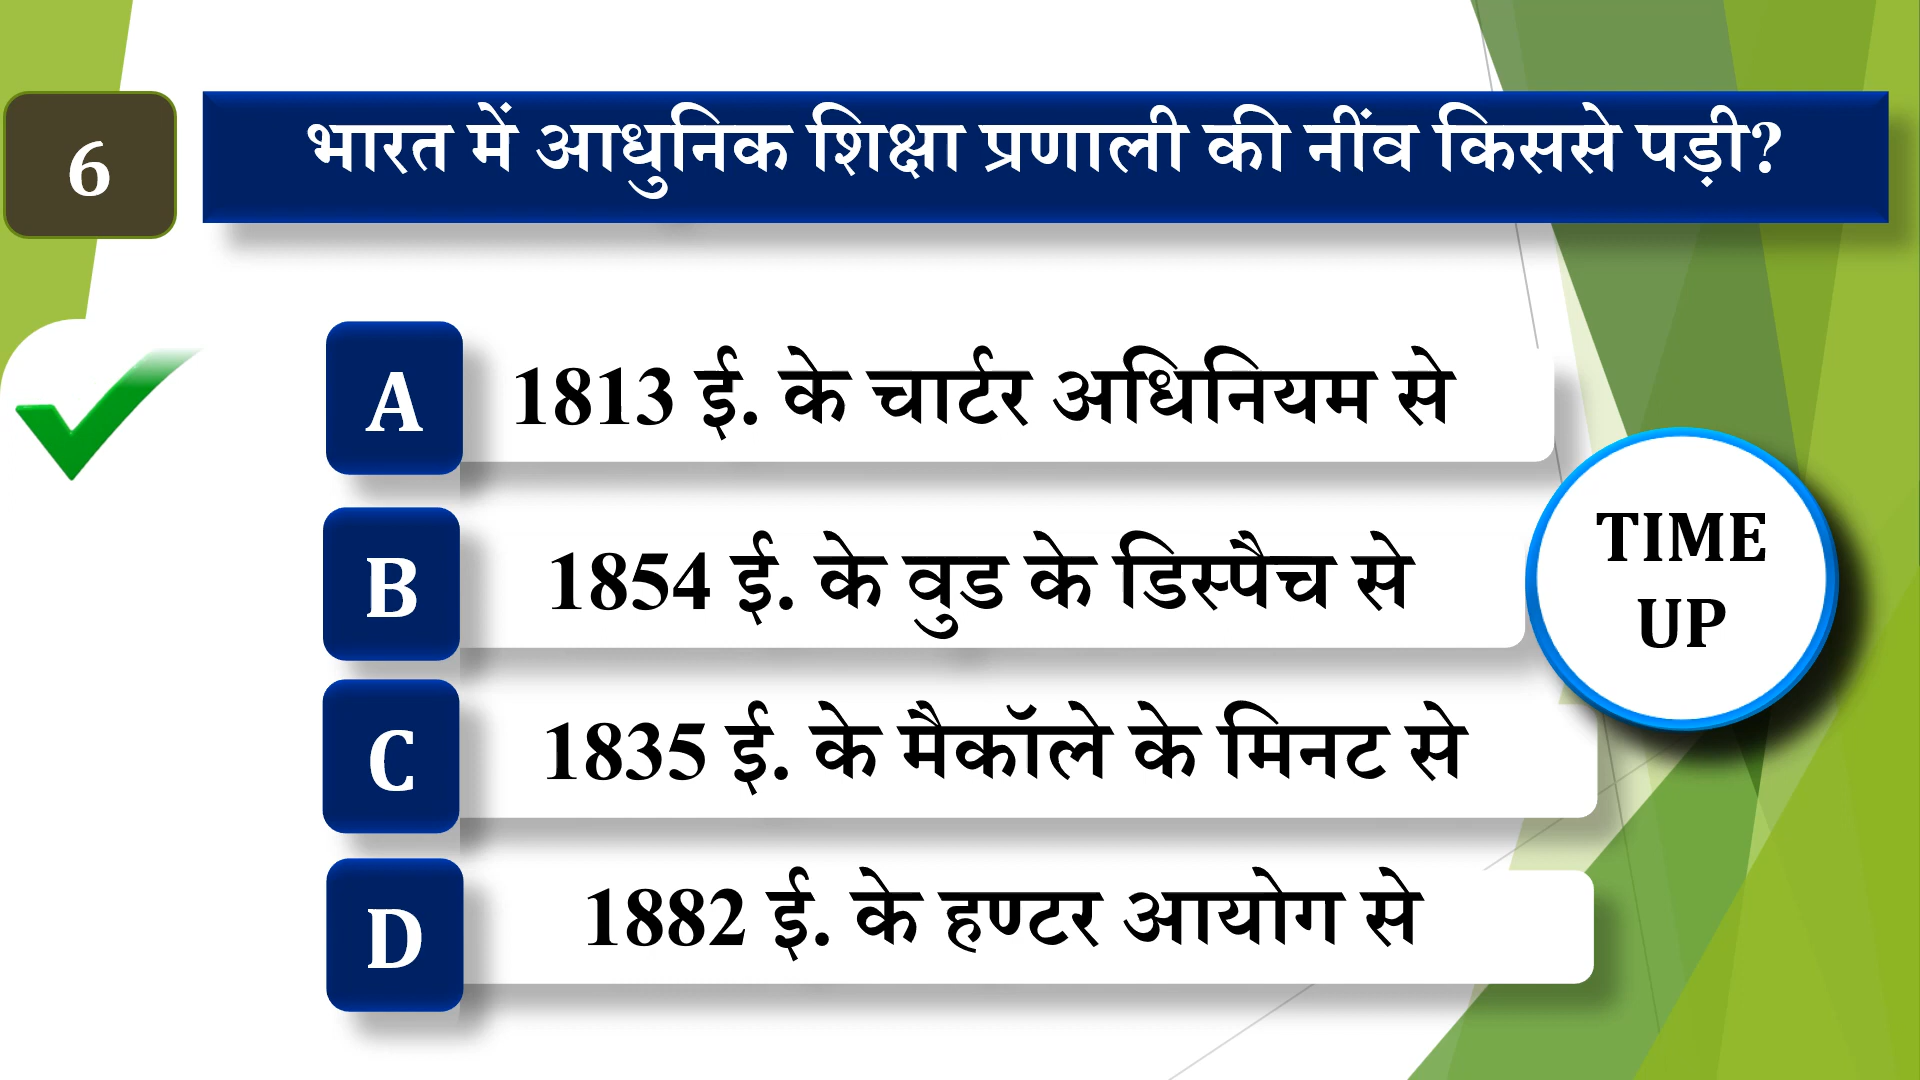 6
भारत में आधुनिक शिक्षा प्रणाली की नींव किससे पड़ी?
A
1813 ई. के चार्टर अधिनियम से
B
1854 ई. के वुड के डिस्पैच से
TIME
UP
C
1835 ई. के मैकॉले के मिनट से
D
1882 ई. के हण्टर आयोग से